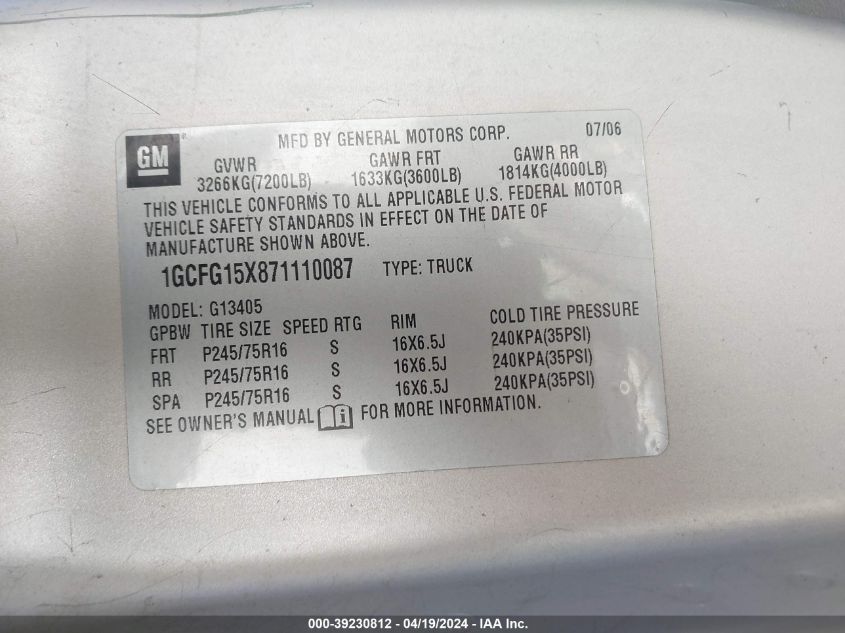 GM
MFD BY GENERAL MOTORS CORP. 07/06
GVWR GAWR FRT GAWR RR
3266KG(7200LB) 1633KG(3600LB) 1814KG(4000LB)
THIS VEHICLE CONFORMS TO ALL APPLICABLE U.S. FEDERAL MOTOR
VEHICLE SAFETY STANDARDS IN EFFECT ON THE DATE OF
MANUFACTURE SHOWN ABOVE.
1GCFG15X871110087 TYPE: TRUCK
MODEL: G13405
GPBW TIRE SIZE SPEED RTG RIM COLD TIRE PRESSURE
FRT P245/75R16 S 16X6.5J 240KPA(35PSI)
RR P245/75R16 S 16X6.5J 240KPA(35PSI)
SPA P245/75R16 S 16X6.5J 240KPA(35PSI)
SEE OWNER'S MANUAL i FOR MORE INFORMATION.
000-39230812 - 04/19/2024 - IAA Inc.